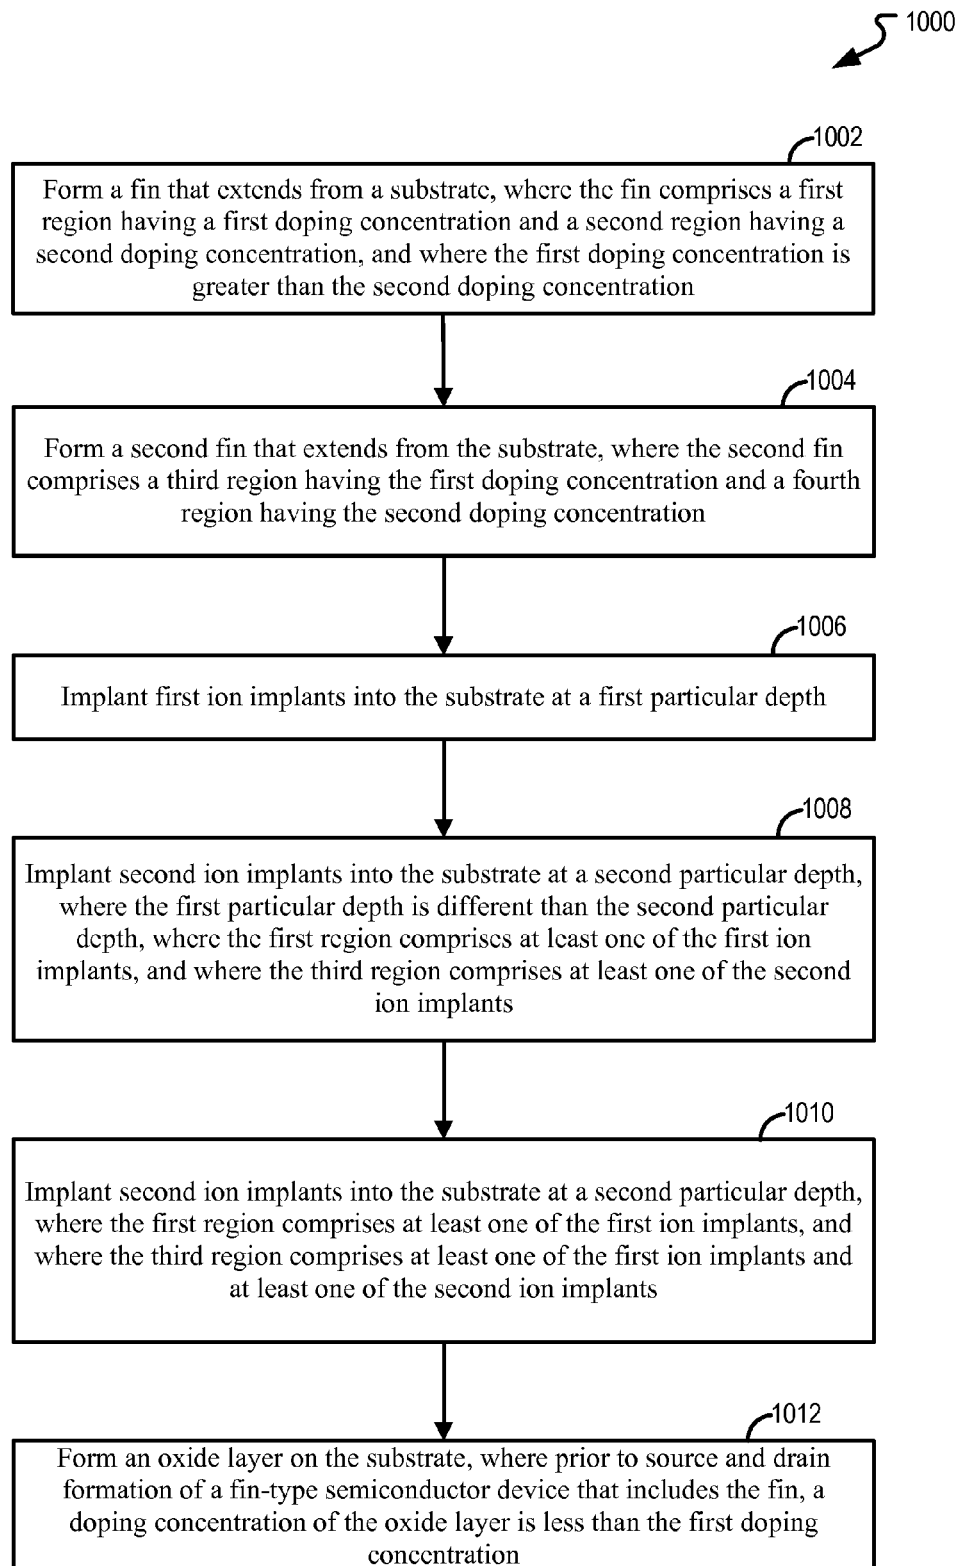 1000
1002
Form a fin that extends from a substrate, where the fin comprises a first
region having a first doping concentration and a second region having a
second doping concentration, and where the first doping concentration is
greater than the second doping concentration
1004
Form a second fin that extends from the substrate, where the second fin
comprises a third region having the first doping concentration and a fourth
region having the second doping concentration
1006
Implant first ion implants into the substrate at a first particular depth
1008
Implant second ion implants into the substrate at a second particular depth,
where the first particular depth is different than the second particular
depth, where the first region comprises at least one of the first ion
implants, and where the third region comprises at least one of the second
ion implants
1010
Implant second ion implants into the substrate at a second particular depth,
where the first region comprises at least one of the first ion implants, and
where the third region comprises at least one of the first ion implants and
at least one of the second ion implants
1012
Form an oxide layer on the substrate, where prior to source and drain
formation of a fin-type semiconductor device that includes the fin, a
doping concentration of the oxide layer is less than the first doping
concentration